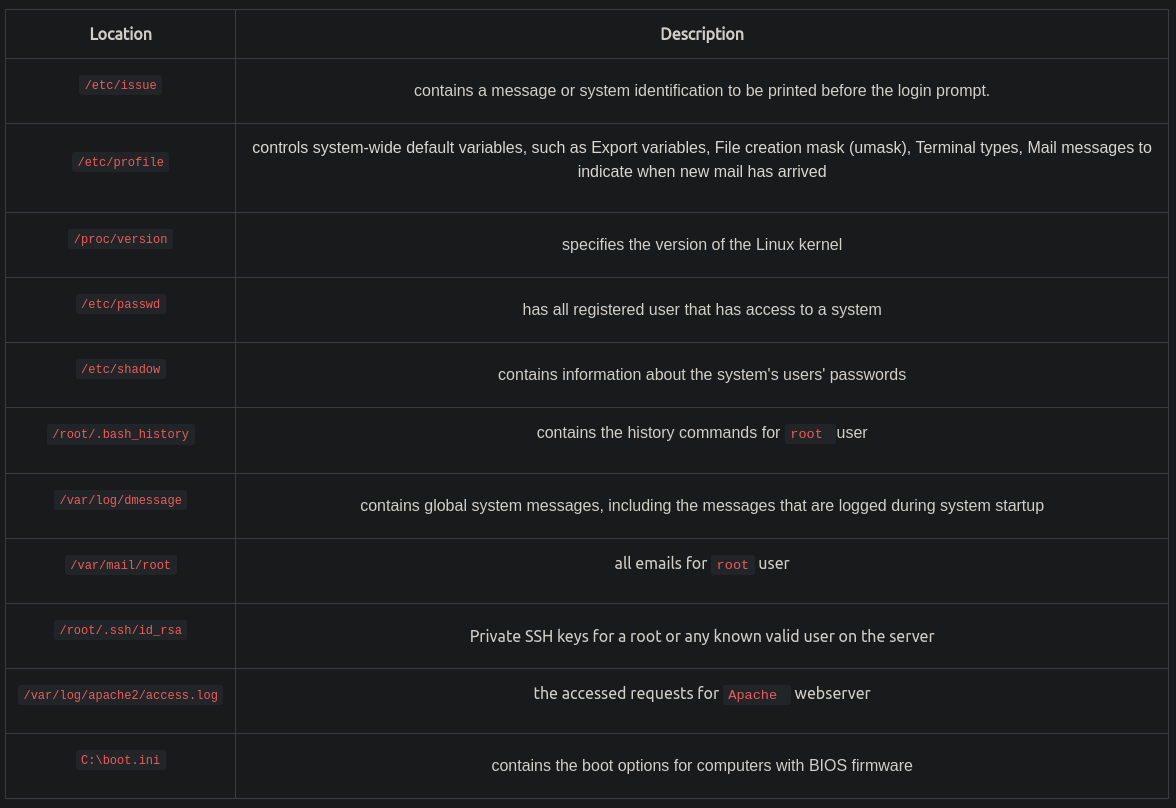 Location Description
/etc/issue contains a message or system identification to be printed before the login prompt.
/etc/profile controls system-wide default variables, such as Export variables, File creation mask (umask), Terminal types, Mail messages to
indicate when new mail has arrived
/proc/version specifies the version of the Linux kernel
/etc/passwd has all registered user that has access to a system
/etc/shadow contains information about the system's users' passwords
/root/.bash_history contains the history commands for root user
/var/log/dmessage contains global system messages, including the messages that are logged during system startup
/var/mail/root all emails for root user
/root/.ssh/id_rsa Private SSH keys for a root or any known valid user on the server
/var/log/apache2/access.log the accessed requests for Apache webserver
C:\boot.ini contains the boot options for computers with BIOS firmware